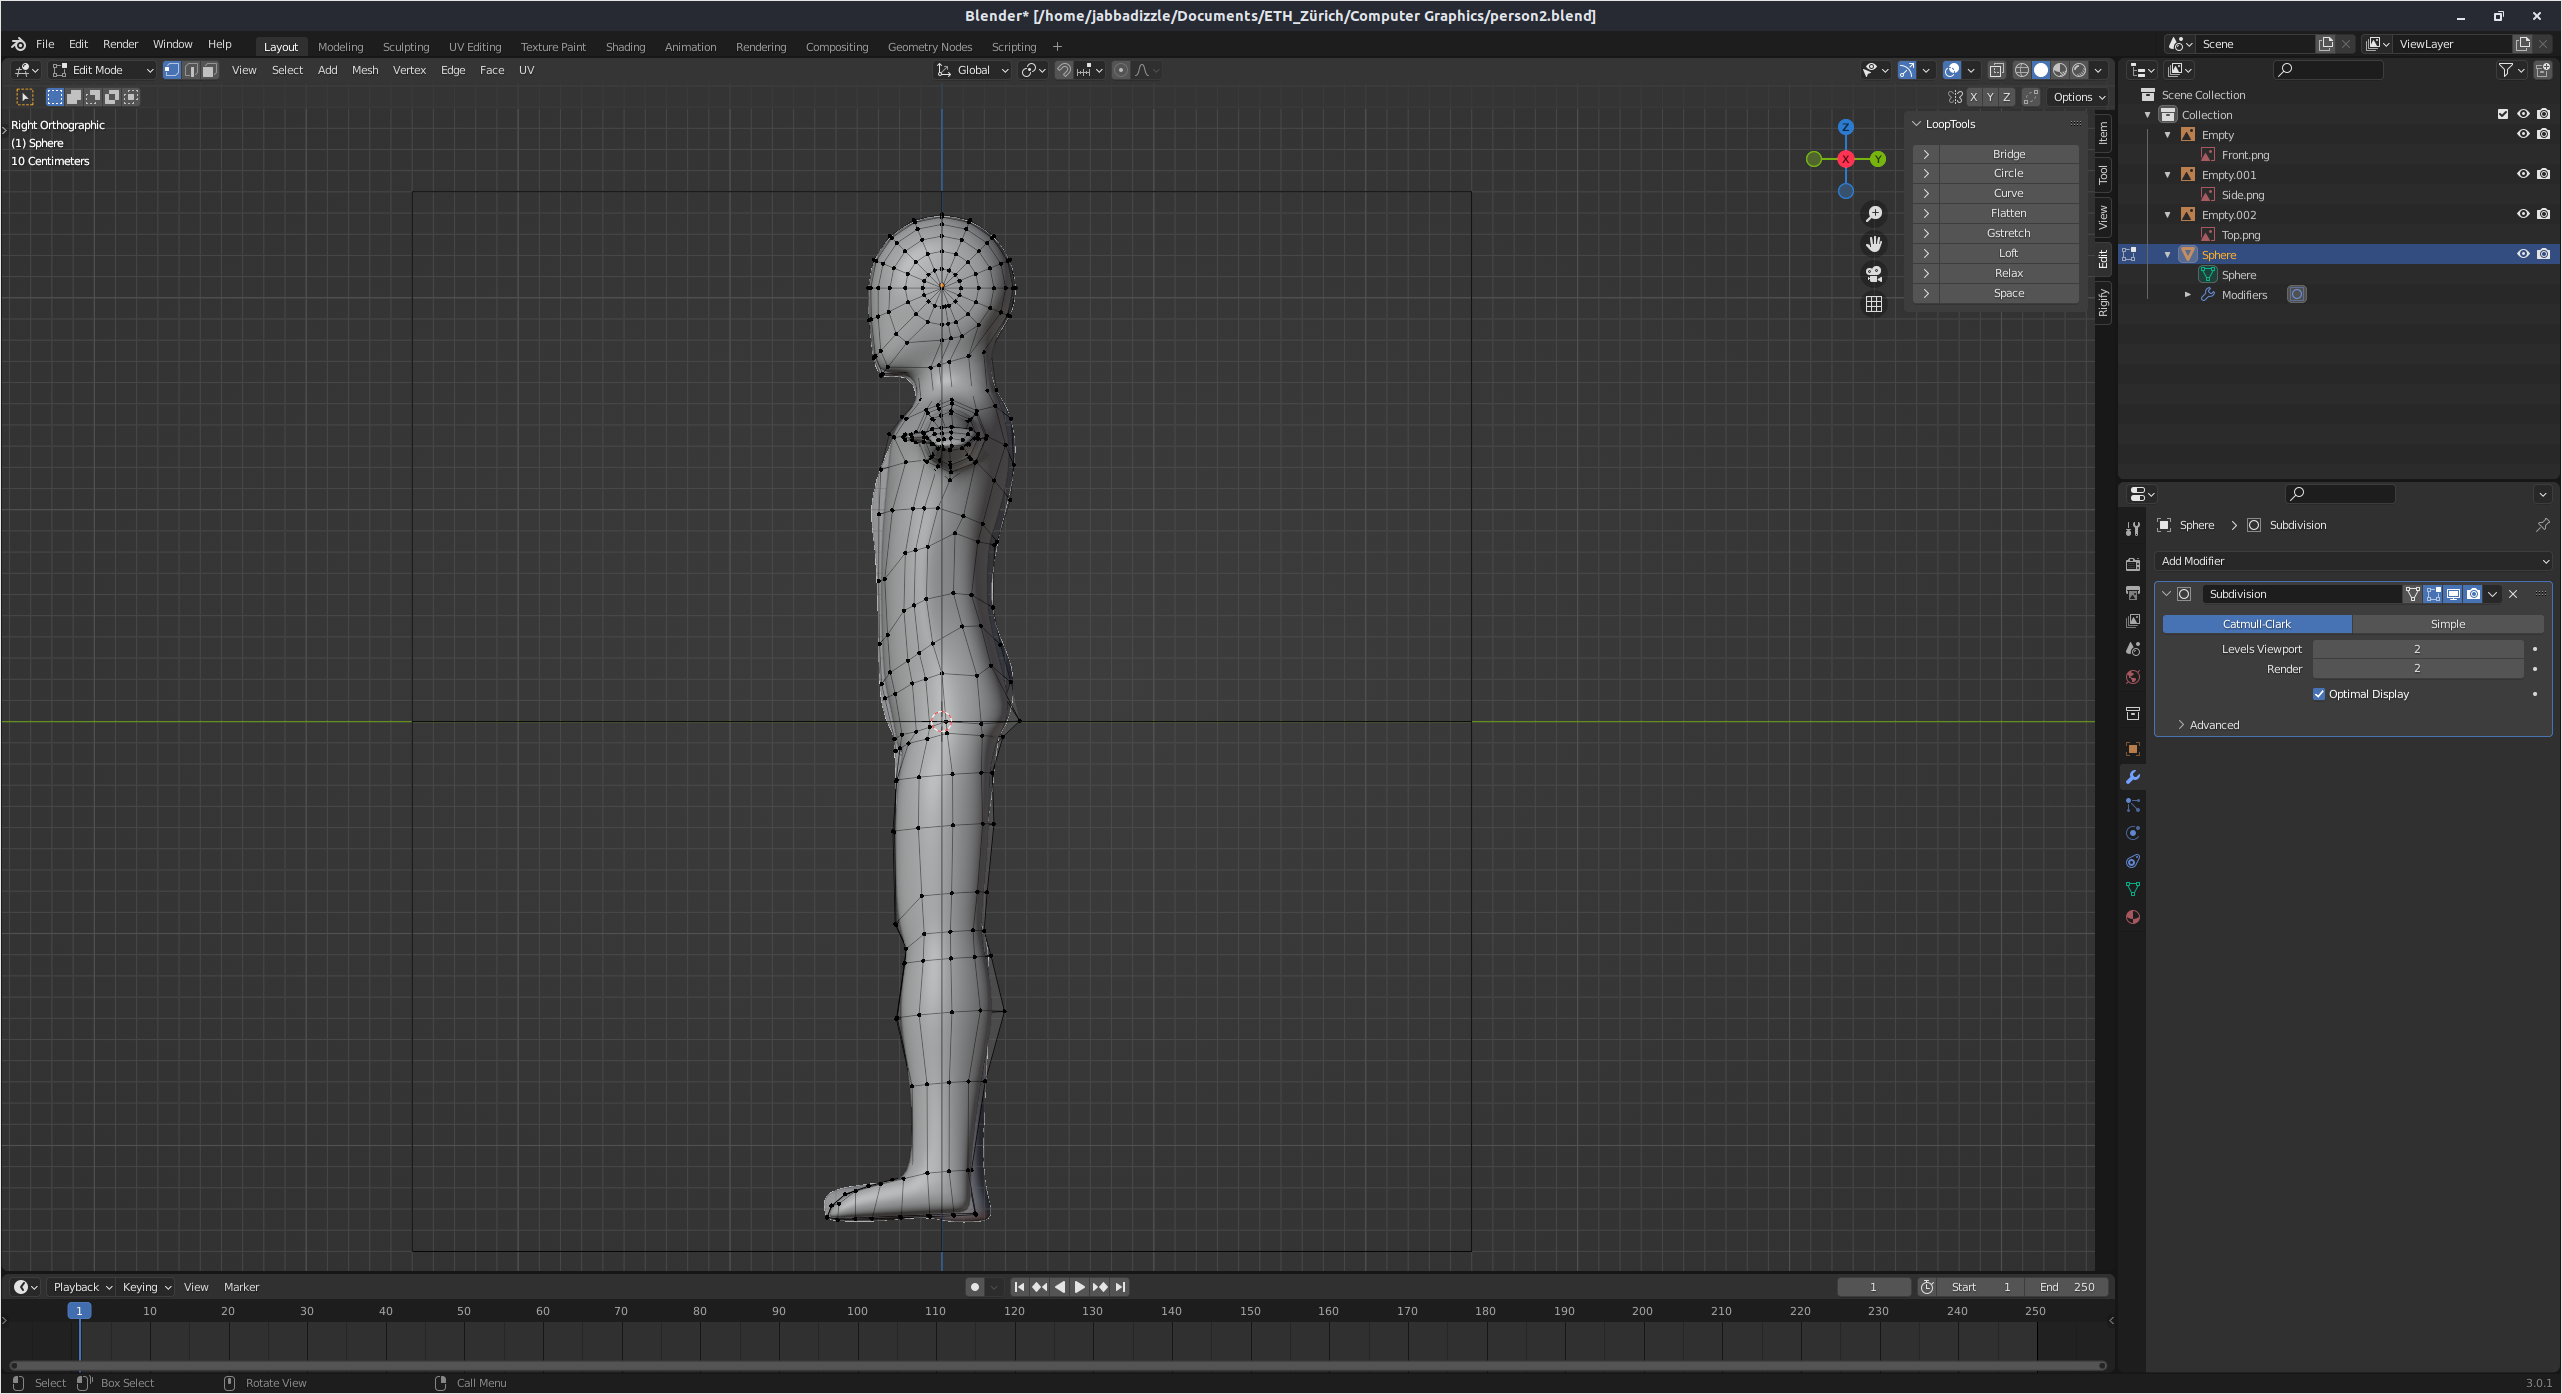 Blender* [/home/jabbadizzle/Documents/ETH_Zürich/Computer Graphics/person2.blend]
File Edit Render Window Help Layout Modeling Sculpting UV Editing Texture Paint Shading Animation Rendering Compositing Geometry Nodes Scripting + Scene ViewLayer
Edit Mode View Select Add Mesh Vertex Edge Face UV Global
X Y Z Options
Right Orthographic
(1) Sphere
10 Centimeters
Z
X
Y
LoopTools
Bridge
Circle
Curve
Flatten
Gstretch
Loft
Relax
Space
Item
Tool
View
Edit
Rigify
Scene Collection
Collection
Empty
Front.png
Empty.001
Side.png
Empty.002
Top.png
Sphere
Sphere
Modifiers
Sphere > Subdivision
Add Modifier
Subdivision
Catmull-Clark Simple
Levels Viewport 2
Render 2
Optimal Display
Advanced
Playback Keying View Marker 1 Start 1 End 250
1 10 20 30 40 50 60 70 80 90 100 110 120 130 140 150 160 170 180 190 200 210 220 230 240 250
Select Box Select Rotate View Call Menu 3.0.1